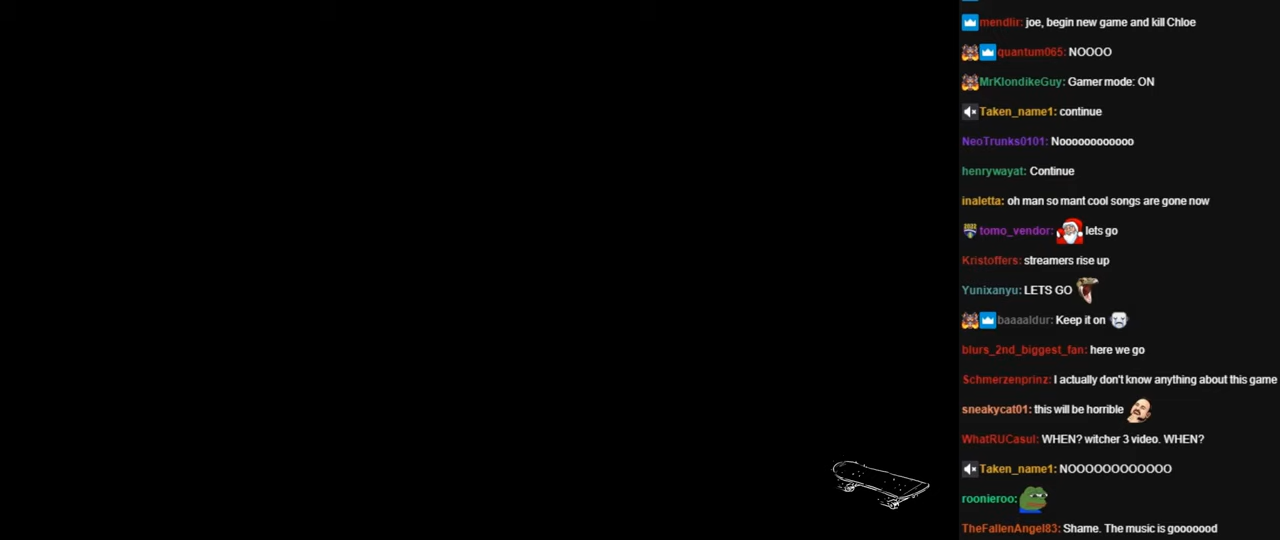 mendlir: joe, begin new game and kill Chloe
quantum065: NOOOO
MrKlondikeGuy: Gamer mode: ON
Taken_name1: continue
NeoTrunks0101: Noooooooooooo
henrywayat: Continue
inaletta: oh man so mant cool songs are gone now
tomo_vendor: lets go
Kristoffers: streamers rise up
Yunixanyu: LETS GO
baaaaldur: Keep it on
blurs_2nd_biggest_fan: here we go
Schmerzenprinz: I actually don't know anything about this game
sneakycat01: this will be horrible
WhatRUCasul: WHEN? witcher 3 video. WHEN?
Taken_name1: NOOOOOOOOOOOO
roonieroo:
TheFallenAngel83: Shame. The music is gooooood